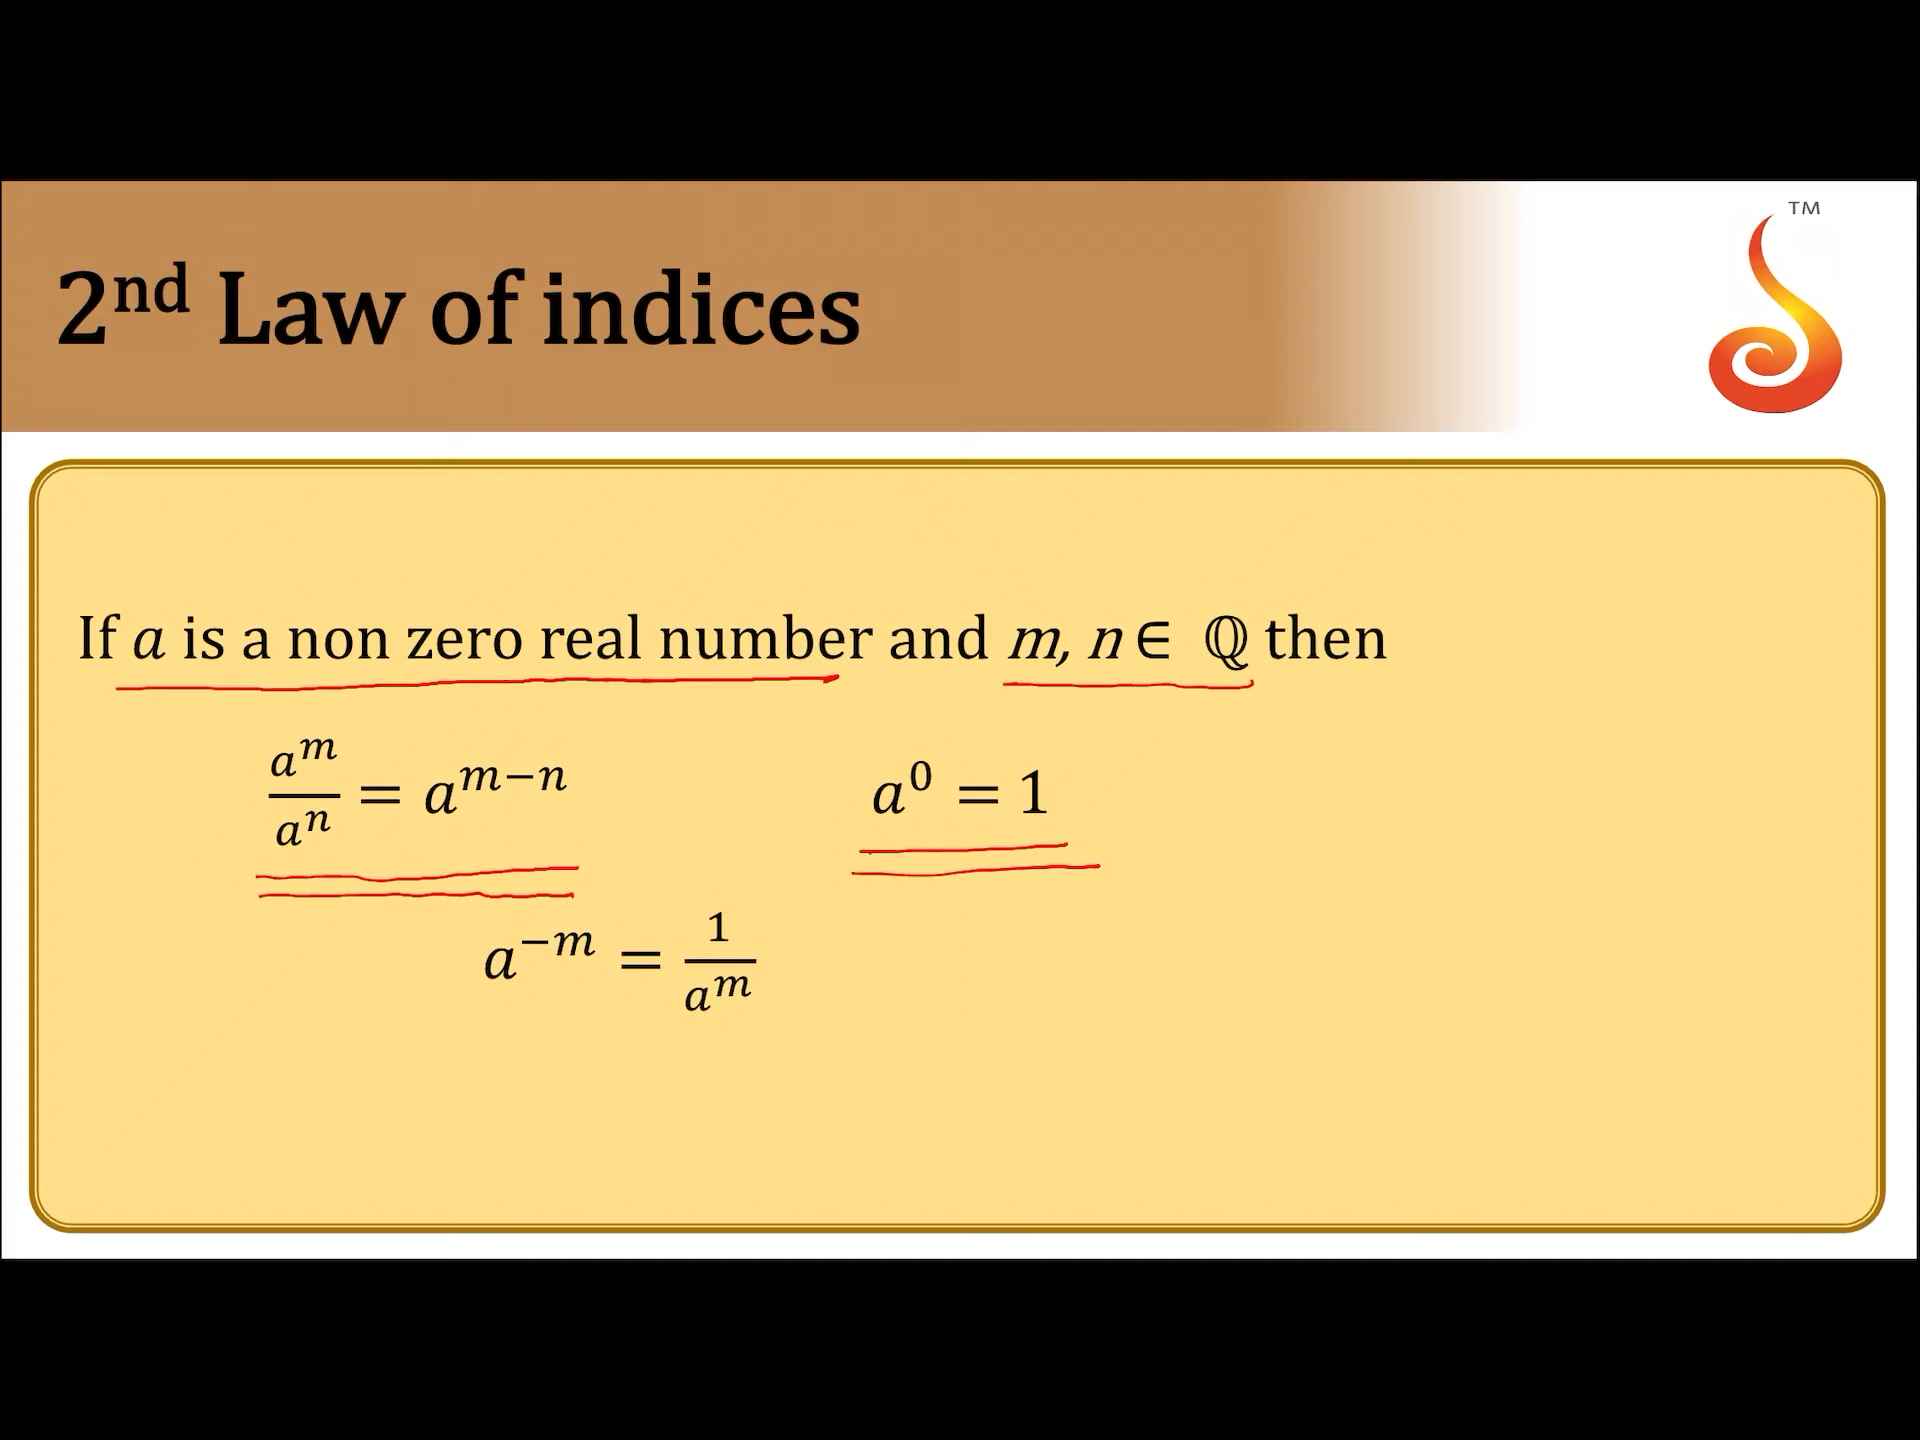 TM
2nd Law of indices
If a is a non zero real number and m, n ∈ ℚ then
a^m/a^n = a^(m−n) a^0 = 1
a^(−m) = 1/a^m